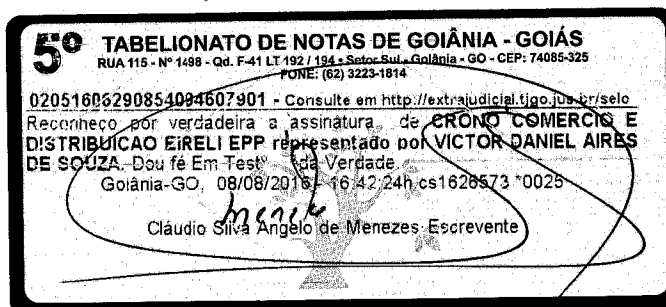 5º TABELIONATO DE NOTAS DE GOIÂNIA - GOIÁS
RUA 115 - Nº 1498 - Qd. F-41 LT 192 / 194 - Setor Sul - Goiânia - GO - CEP: 74085-325
FONE: (62) 3223-1814
02051606290854094607901 - Consulte em http://extrajudicial.tjgo.jus.br/selo
Reconheço por verdadeira a assinatura de CRONO COMERCIO E
DISTRIBUICAO EIRELI EPP representado por VICTOR DANIEL AIRES
DE SOUZA. Dou fé Em Testº da Verdade.
Goiânia-GO, 08/08/2016 - 16:42:24h cs1626573 *0025
Cláudio Silva Angelo de Menezes-Escrevente